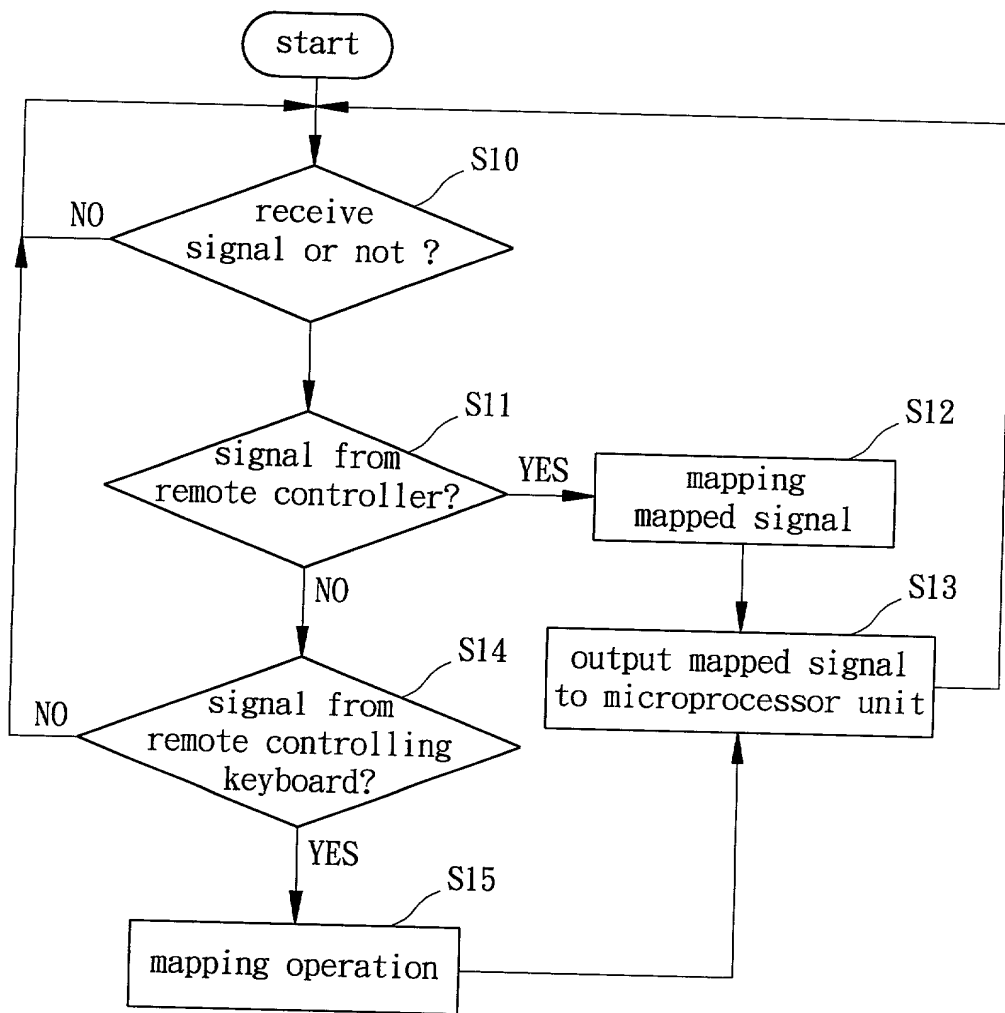 start
S10
NO
receive
signal or not ?
S11
signal from
remote controller?
YES
S12
mapping
mapped signal
NO
S13
output mapped signal
to microprocessor unit
S14
NO
signal from
remote controlling
keyboard?
YES
S15
mapping operation